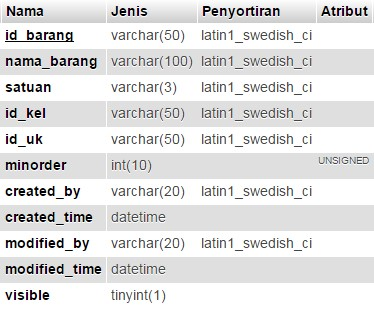 Nama Jenis Penyortiran Atribut
id_barang varchar(50) latin1_swedish_ci
nama_barang varchar(100) latin1_swedish_ci
satuan varchar(3) latin1_swedish_ci
id_kel varchar(50) latin1_swedish_ci
id_uk varchar(50) latin1_swedish_ci
minorder int(10) UNSIGNED
created_by varchar(20) latin1_swedish_ci
created_time datetime
modified_by varchar(20) latin1_swedish_ci
modified_time datetime
visible tinyint(1)